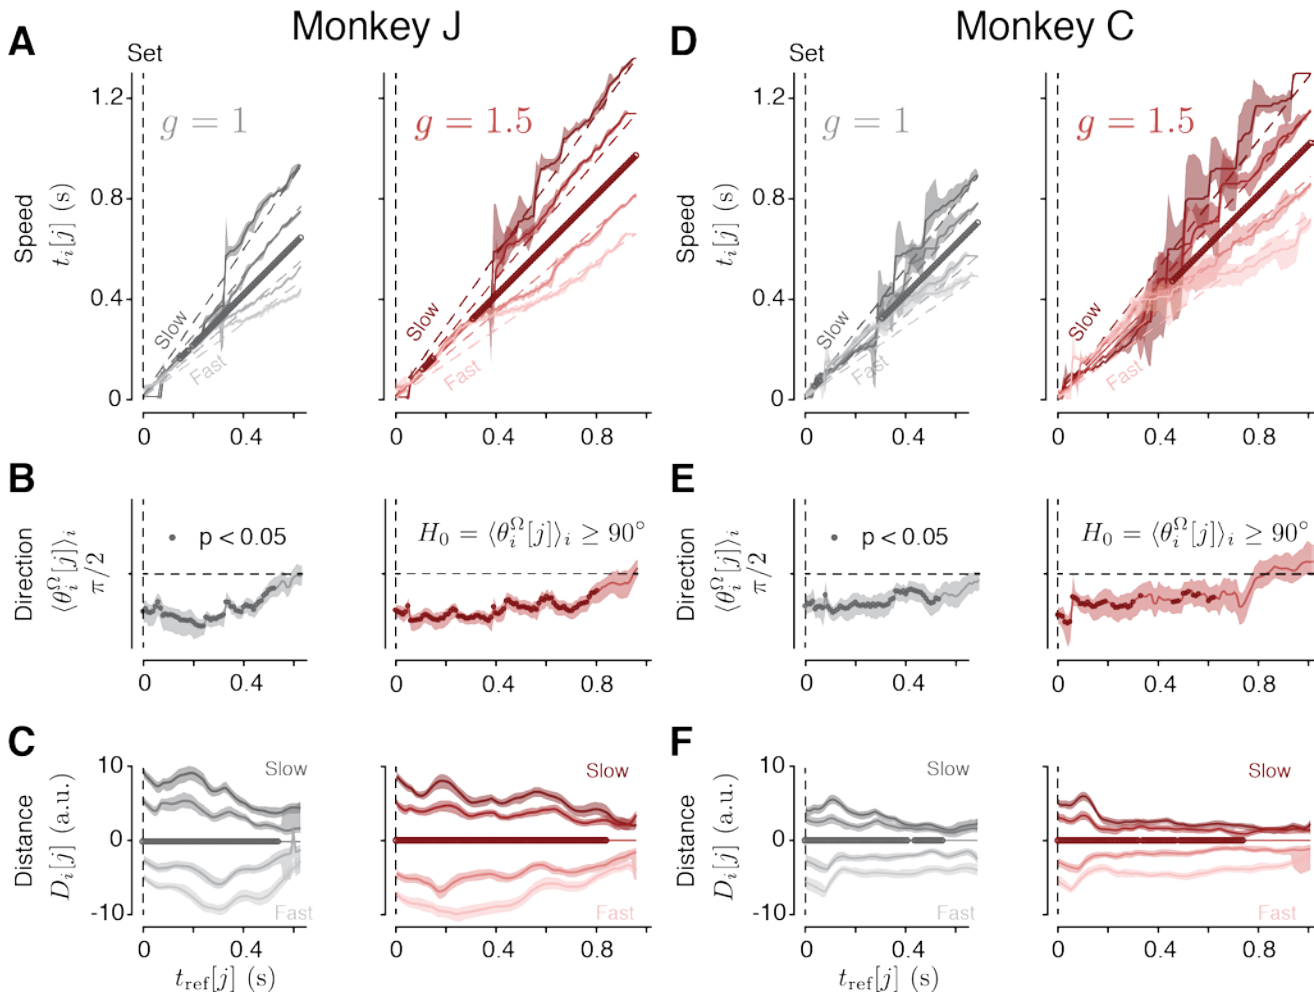 Monkey J
Monkey C
A
Set
g = 1
g = 1.5
Speed
t_i[j] (s)
1.2
0.8
0.4
0
Slow
Fast
Slow
Fast
0 0.4
0 0.4 0.8
D
Set
g = 1
g = 1.5
Speed
t_i[j] (s)
1.2
0.8
0.4
0
Slow
Fast
Slow
Fast
0 0.4
0 0.4 0.8
B
Direction
⟨θ_i^Ω[j]⟩_i
π/2
p < 0.05
H_0 = ⟨θ_i^Ω[j]⟩_i ≥ 90°
0 0.4
0 0.4 0.8
E
Direction
⟨θ_i^Ω[j]⟩_i
π/2
p < 0.05
H_0 = ⟨θ_i^Ω[j]⟩_i ≥ 90°
0 0.4
0 0.4 0.8
C
Distance
D_i[j] (a.u.)
10
0
-10
Slow
Fast
Slow
Fast
0 0.4
0 0.4 0.8
t_ref[j] (s)
F
Distance
D_i[j] (a.u.)
10
0
-10
Slow
Fast
Slow
Fast
0 0.4
0 0.4 0.8
t_ref[j] (s)